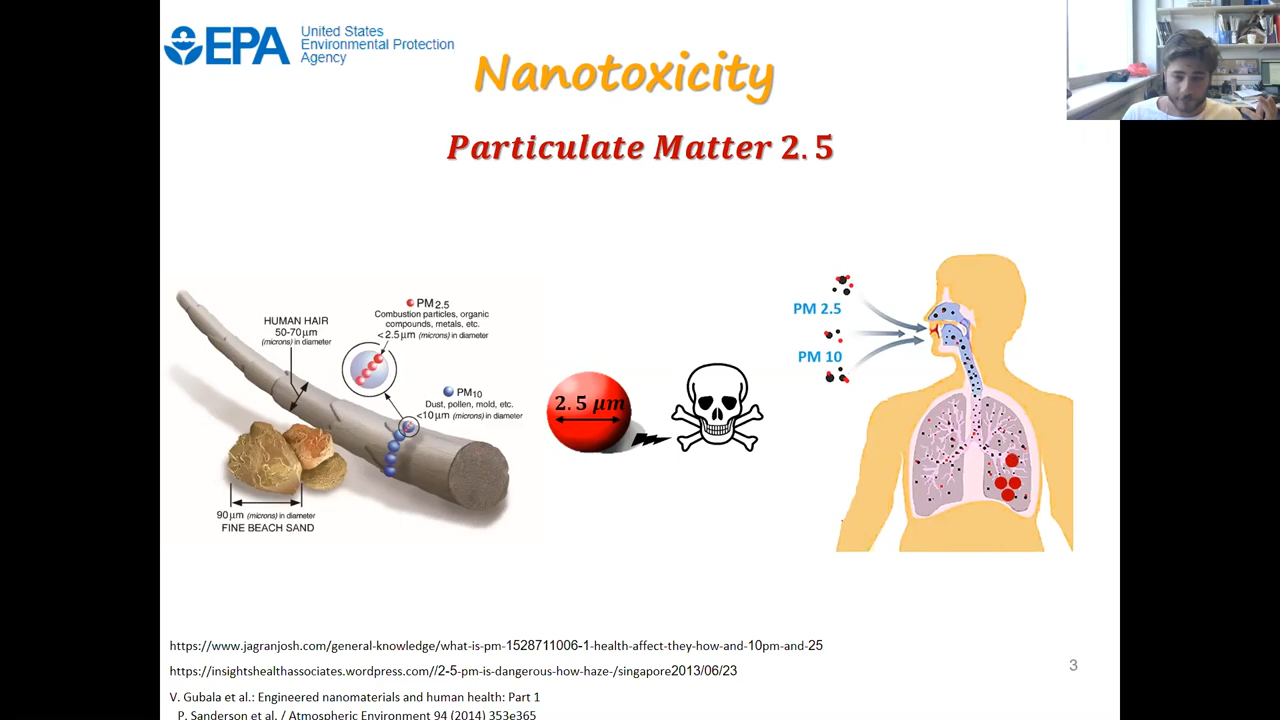 EPA
United States
Environmental Protection
Agency
Nanotoxicity
Particulate Matter 2.5
HUMAN HAIR
50-70μm
(microns) in diameter
PM2.5
Combustion particles, organic
compounds, metals, etc.
<2.5μm (microns) in diameter
PM10
Dust, pollen, mold, etc.
<10μm (microns) in diameter
90μm (microns) in diameter
FINE BEACH SAND
2.5 μm
PM 2.5
PM 10
https://www.jagranjosh.com/general-knowledge/what-is-pm-1528711006-1-health-affect-they-how-and-10pm-and-25
https://insightshealthassociates.wordpress.com//2-5-pm-is-dangerous-how-haze-/singapore2013/06/23
V. Gubala et al.: Engineered nanomaterials and human health: Part 1
P. Sanderson et al. / Atmospheric Environment 94 (2014) 353e365
3